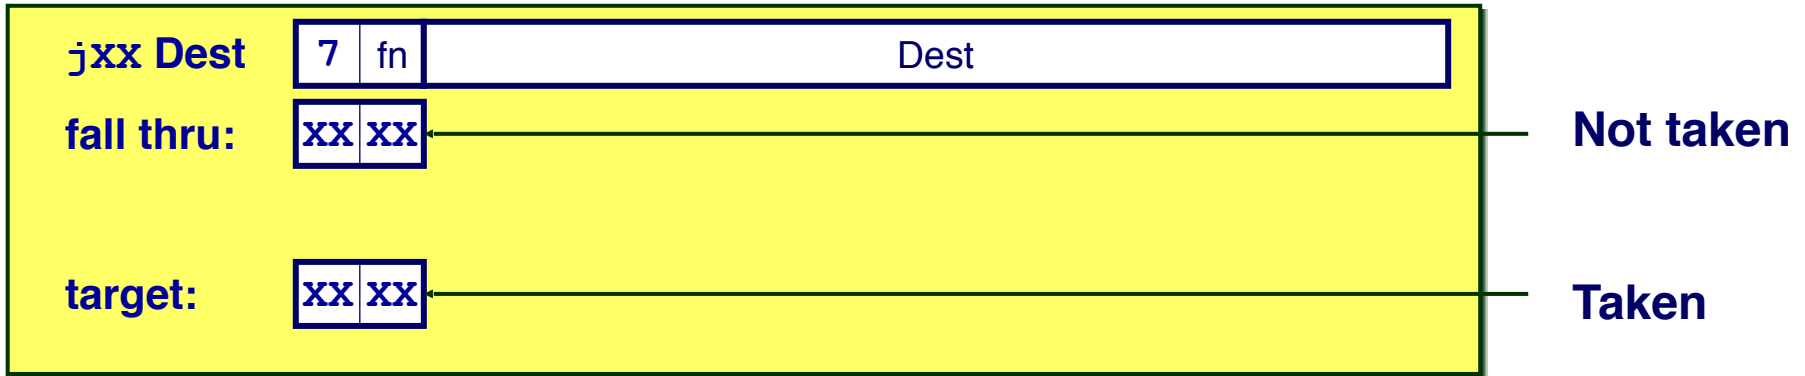 jXX Dest 7 fn Dest
fall thru: XX XX Not taken
target: XX XX Taken